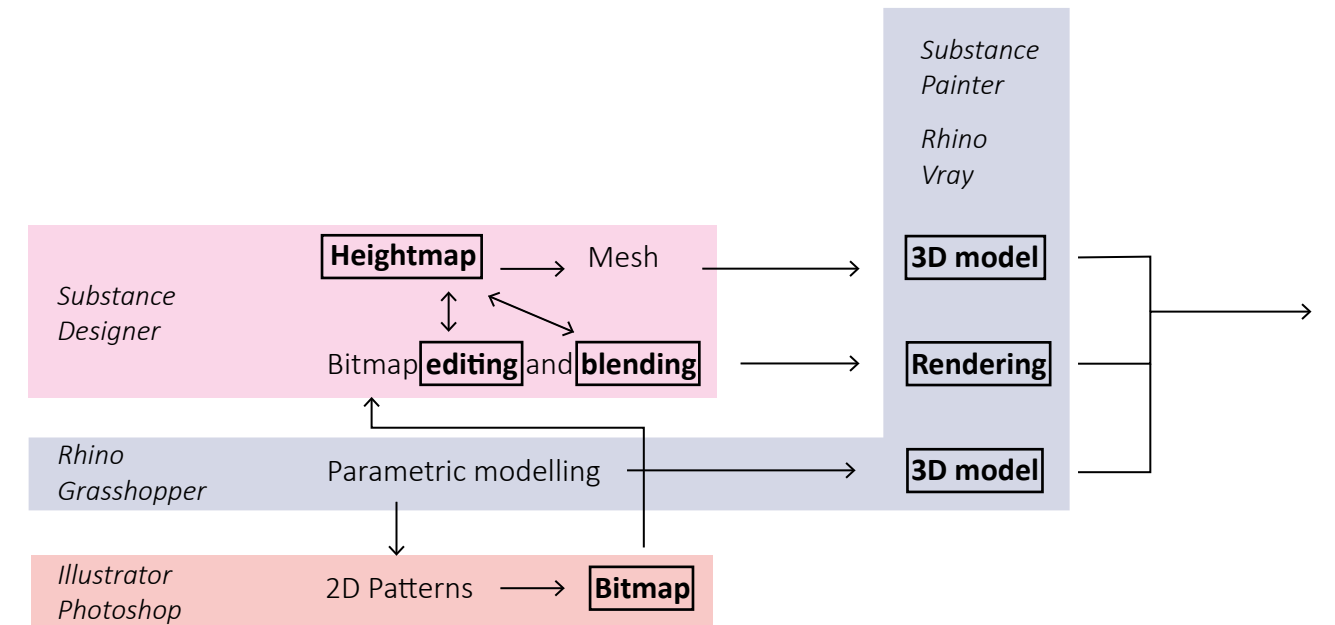 Substance
Painter
Rhino
Vray
Heightmap
Mesh
3D model
Substance
Designer
Bitmap editing and blending
Rendering
Rhino
Grasshopper
Parametric modelling
3D model
Illustrator
Photoshop
2D Patterns
Bitmap